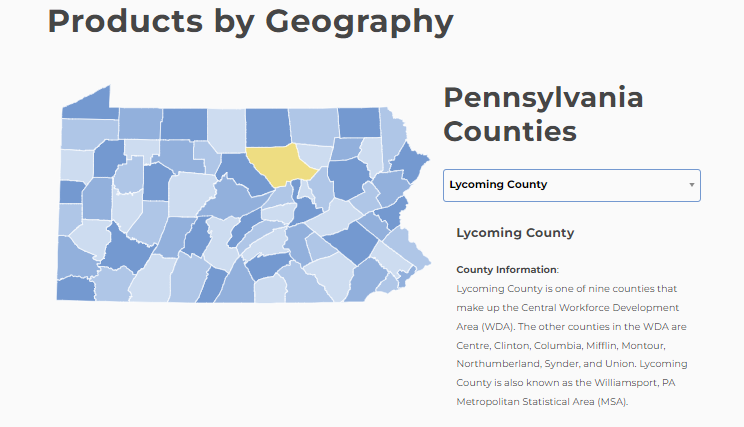 Products by Geography
Pennsylvania
Counties
Lycoming County
Lycoming County
County Information:
Lycoming County is one of nine counties that
make up the Central Workforce Development
Area (WDA). The other counties in the WDA are
Centre, Clinton, Columbia, Mifflin, Montour,
Northumberland, Synder, and Union. Lycoming
County is also known as the Williamsport, PA
Metropolitan Statistical Area (MSA).